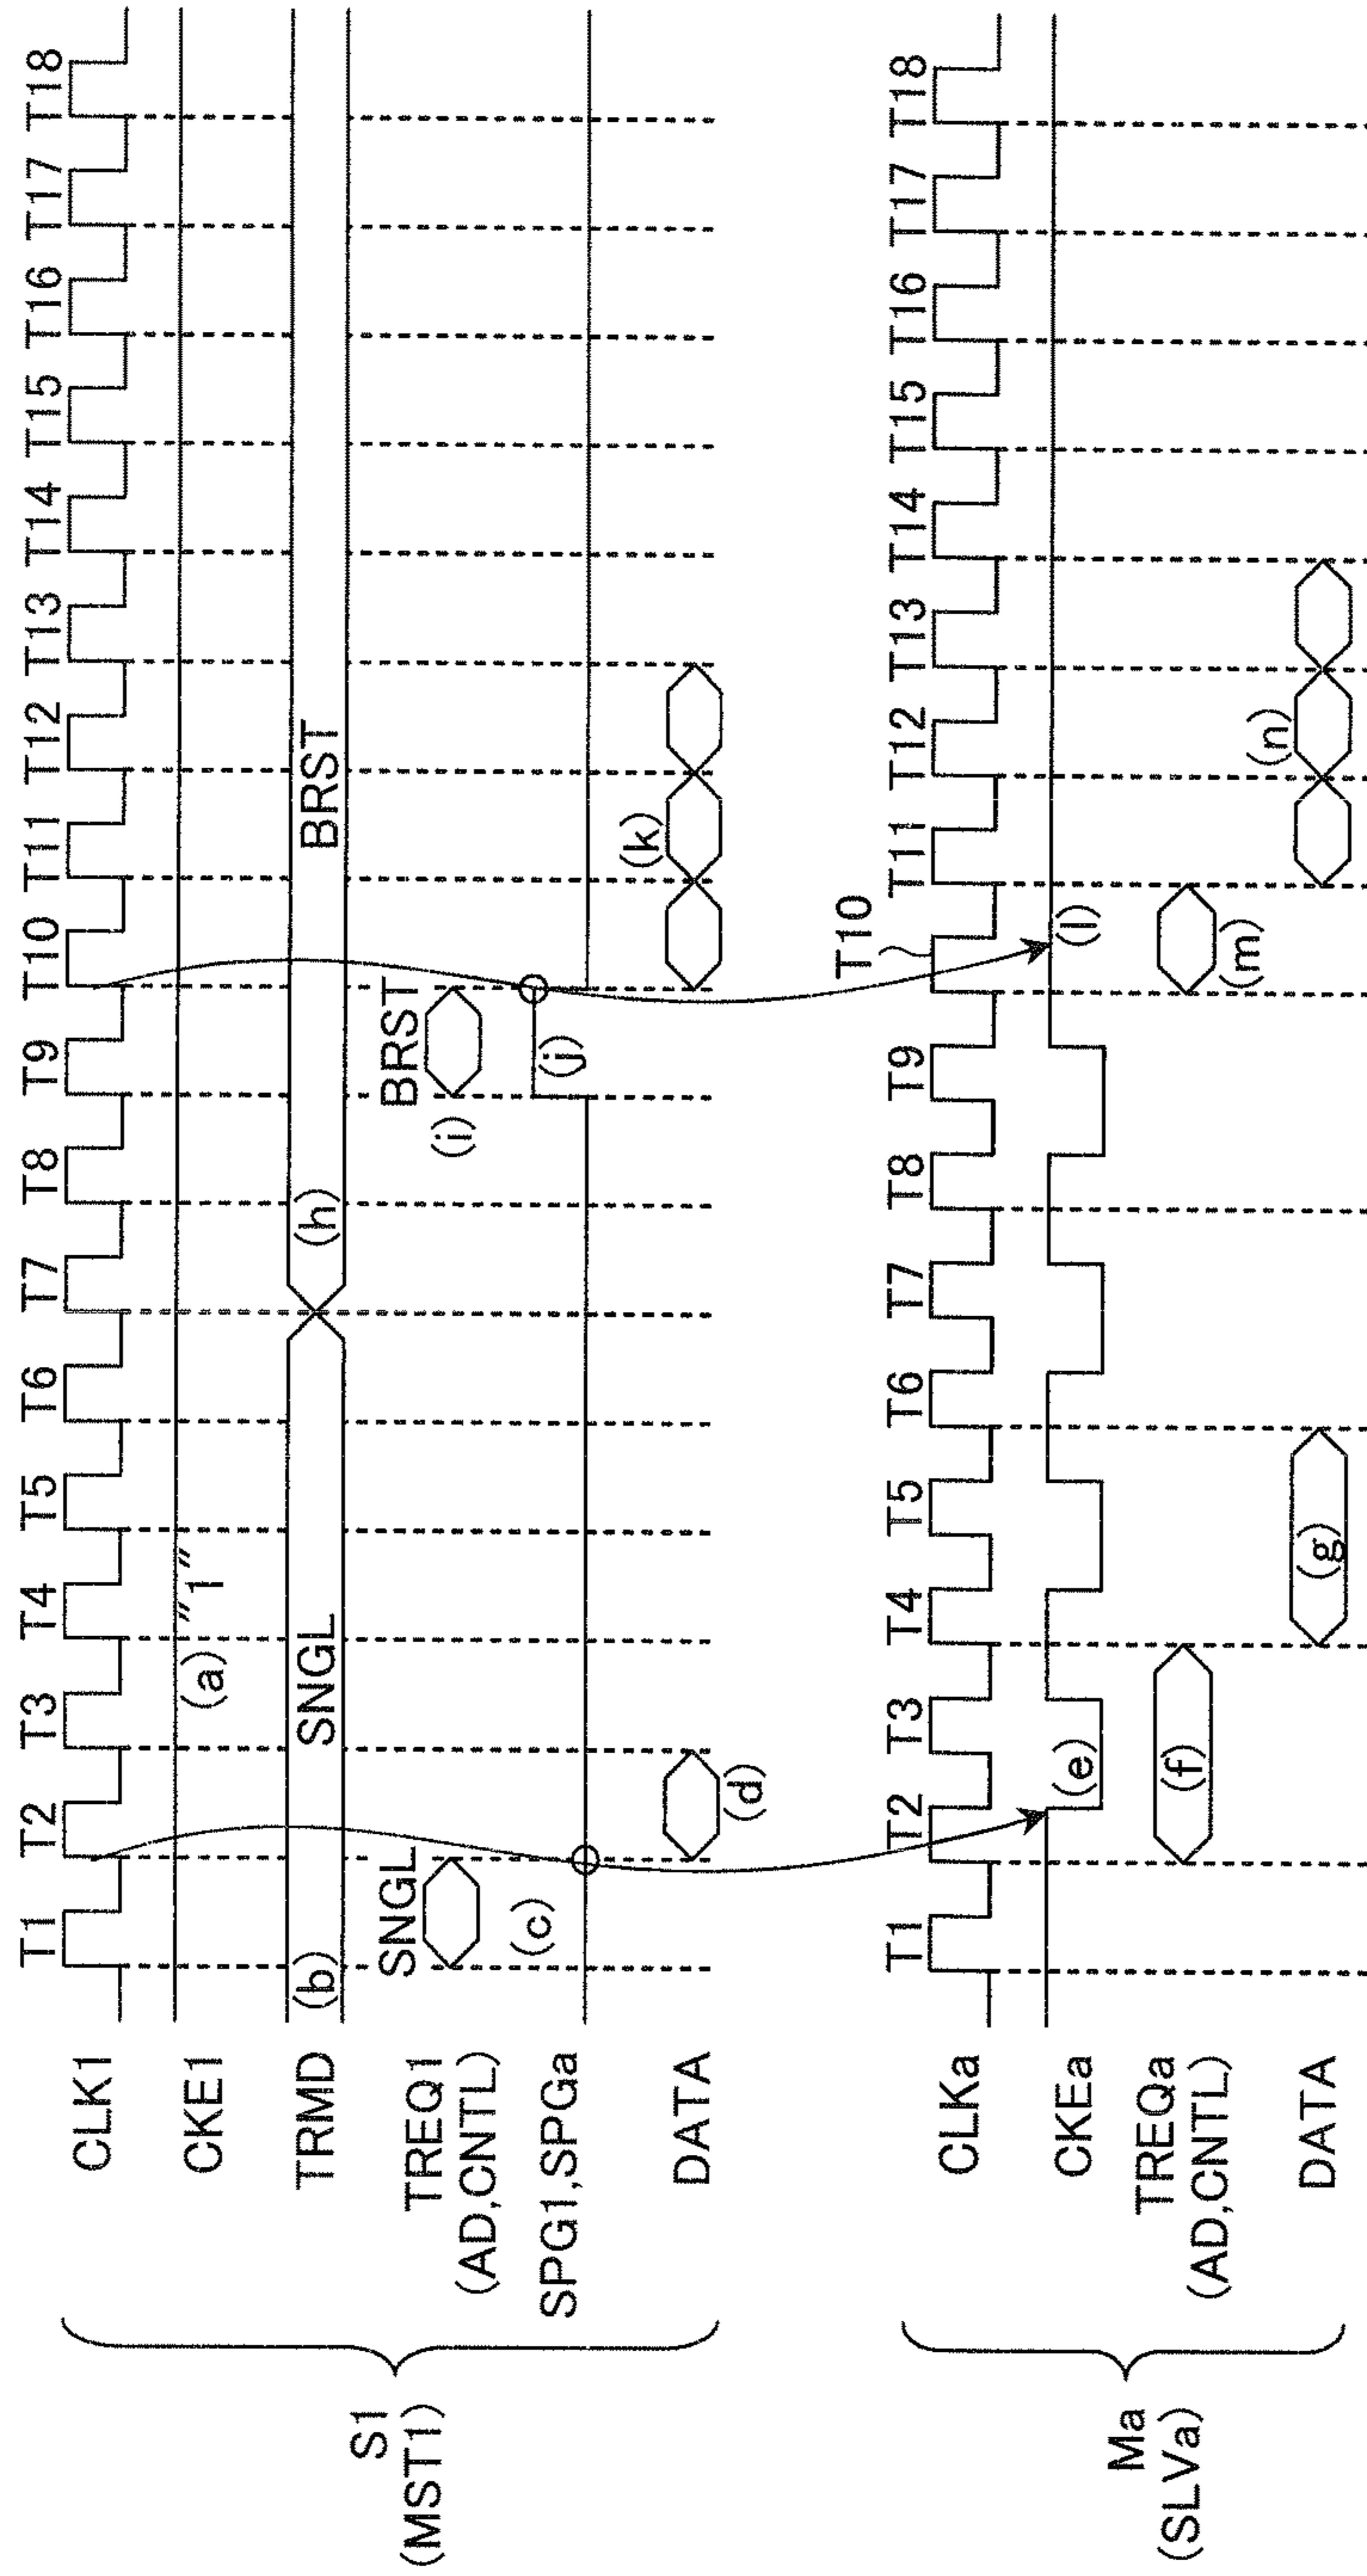 T1 T2 T3 T4 T5 T6 T7 T8 T9 T10 T11 T12 T13 T14 T15 T16 T17 T18
CLK1
CKE1
(a) "1"
TRMD
(b) SNGL (h) BRST
SNGL BRST
TREQ1
(AD,CNTL)
(i)
(c) (j)
SPG1,SPGa
(k)
DATA
(d)
S1
(MST1)
T10
T1 T2 T3 T4 T5 T6 T7 T8 T9 T11 T12 T13 T14 T15 T16 T17 T18
CLKa
CKEa
(e) (l)
TREQa
(AD,CNTL)
(f) (m)
(n)
DATA
(g)
Ma
(SLVa)